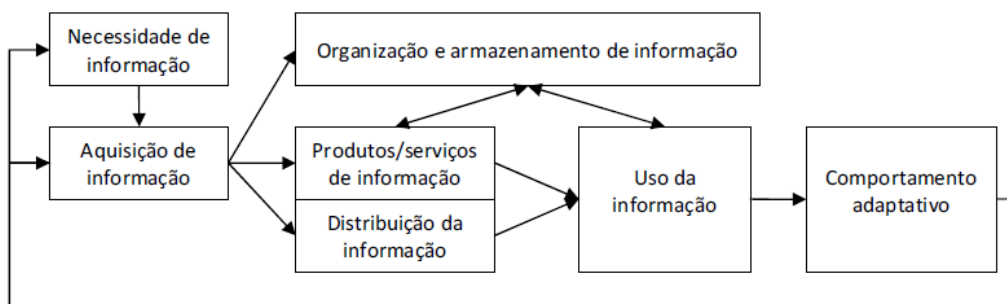 Necessidade de
informação
Organização e armazenamento de informação
Aquisição de
informação
Produtos/serviços
de informação
Distribuição da
informação
Uso da
informação
Comportamento
adaptativo